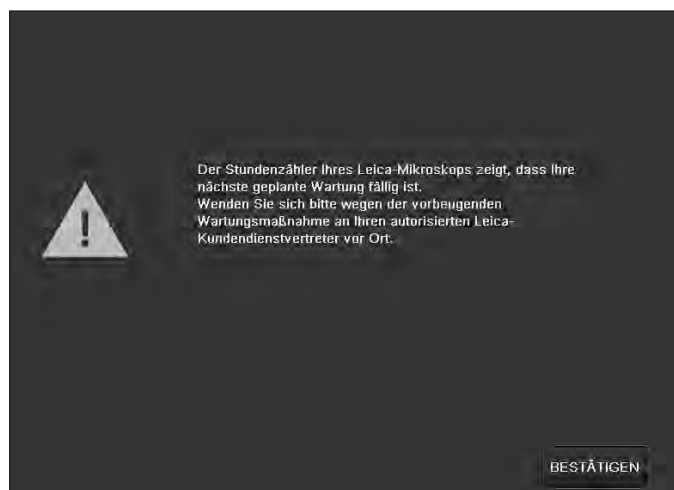 Der Stundenzähler Ihres Leica-Mikroskops zeigt, dass Ihre
nächste geplante Wartung fällig ist.
Wenden Sie sich bitte wegen der vorbeugenden
Wartungsmaßnahme an Ihren autorisierten Leica-
Kundendienstvertreter vor Ort.
!
BESTÄTIGEN